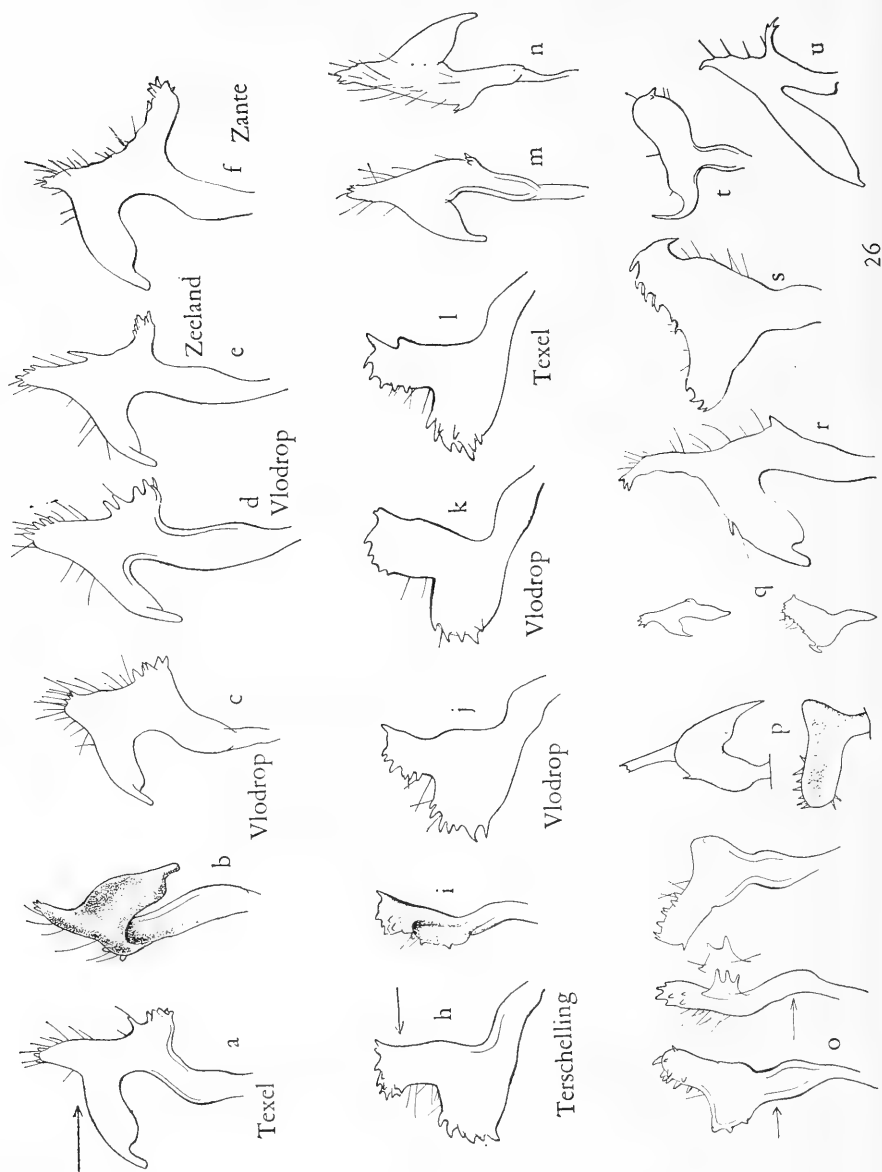 a
Texel
b
c
Vlodrop
d
Vlodrop
e
Zeeland
f
Zante
h
Terschelling
i
j
Vlodrop
k
Vlodrop
l
Texel
m
n
o
p
q
r
s
t
u
26